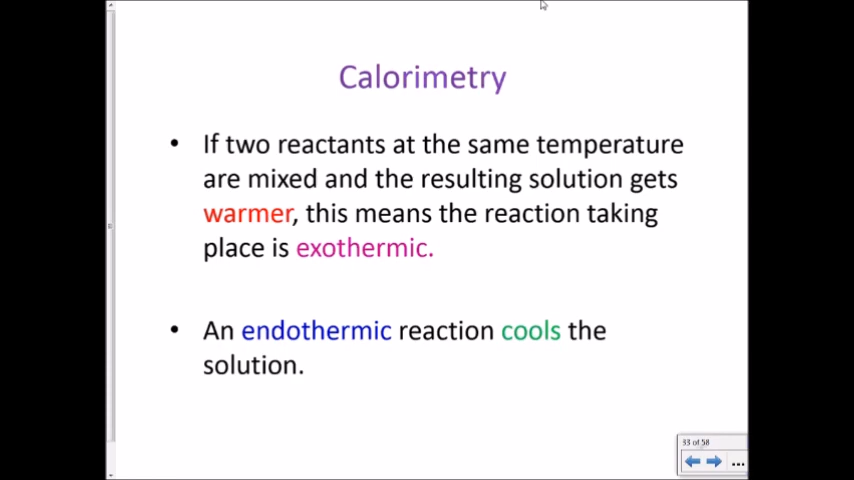 Calorimetry
• If two reactants at the same temperature
are mixed and the resulting solution gets
warmer, this means the reaction taking
place is exothermic.
• An endothermic reaction cools the
solution.
33 of 58
...